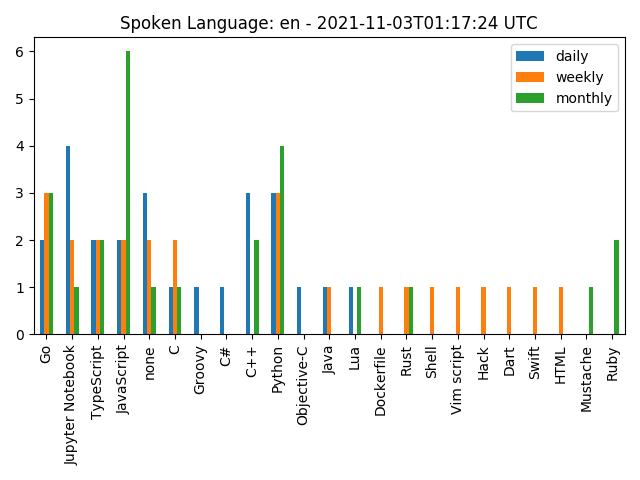 Spoken Language: en - 2021-11-03T01:17:24 UTC
daily
weekly
monthly
6
5
4
3
2
1
0
Go
Jupyter Notebook
TypeScript
JavaScript
none
C
Groovy
C#
C++
Python
Objective-C
Java
Lua
Dockerfile
Rust
Shell
Vim script
Hack
Dart
Swift
HTML
Mustache
Ruby